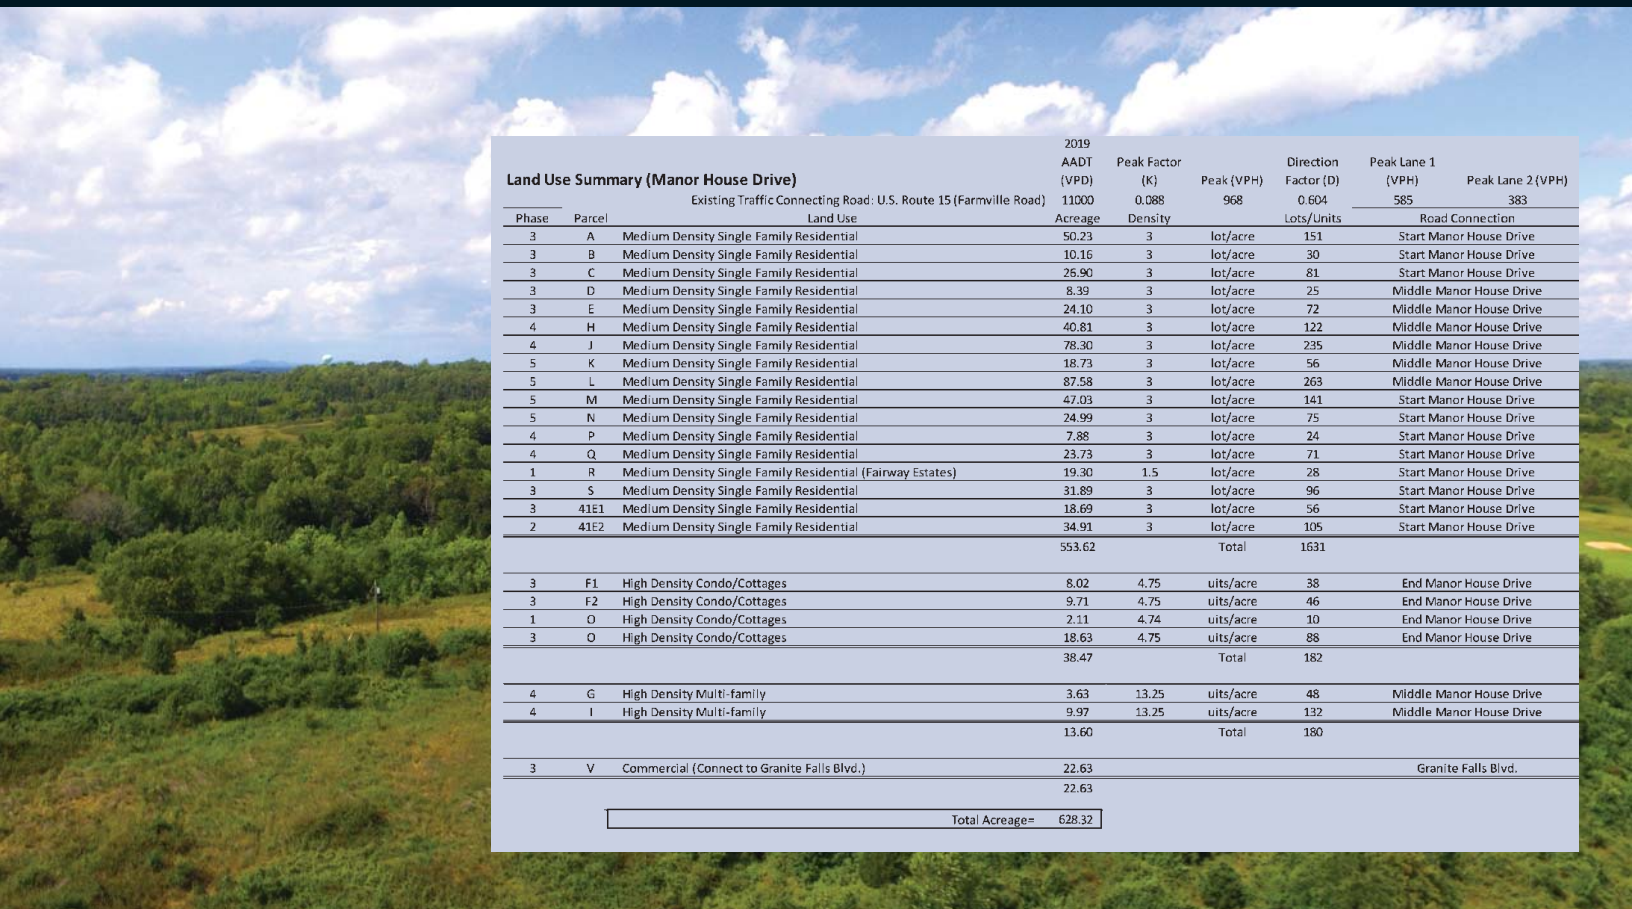 2019
AADT Peak Factor Direction Peak Lane 1
Land Use Summary (Manor House Drive) (VPD) (K) Peak (VPH) Factor (D) (VPH) Peak Lane 2 (VPH)
Existing Traffic Connecting Road: U.S. Route 15 (Farmville Road) 11000 0.088 968 0.604 585 383
Phase Parcel Land Use Acreage Density Lots/Units Road Connection
3 A Medium Density Single Family Residential 50.23 3 lot/acre 151 Start Manor House Drive
3 B Medium Density Single Family Residential 10.16 3 lot/acre 30 Start Manor House Drive
3 C Medium Density Single Family Residential 26.90 3 lot/acre 81 Start Manor House Drive
3 D Medium Density Single Family Residential 8.39 3 lot/acre 25 Middle Manor House Drive
3 E Medium Density Single Family Residential 24.10 3 lot/acre 72 Middle Manor House Drive
4 H Medium Density Single Family Residential 40.81 3 lot/acre 122 Middle Manor House Drive
4 J Medium Density Single Family Residential 78.30 3 lot/acre 235 Middle Manor House Drive
5 K Medium Density Single Family Residential 18.73 3 lot/acre 56 Middle Manor House Drive
5 L Medium Density Single Family Residential 87.58 3 lot/acre 263 Middle Manor House Drive
5 M Medium Density Single Family Residential 47.03 3 lot/acre 141 Start Manor House Drive
5 N Medium Density Single Family Residential 24.99 3 lot/acre 75 Start Manor House Drive
4 P Medium Density Single Family Residential 7.88 3 lot/acre 24 Start Manor House Drive
4 Q Medium Density Single Family Residential 23.73 3 lot/acre 71 Start Manor House Drive
1 R Medium Density Single Family Residential (Fairway Estates) 19.30 1.5 lot/acre 28 Start Manor House Drive
3 S Medium Density Single Family Residential 31.89 3 lot/acre 96 Start Manor House Drive
3 41E1 Medium Density Single Family Residential 18.69 3 lot/acre 56 Start Manor House Drive
2 41E2 Medium Density Single Family Residential 34.91 3 lot/acre 105 Start Manor House Drive
553.62 Total 1631
3 F1 High Density Condo/Cottages 8.02 4.75 uits/acre 38 End Manor House Drive
3 F2 High Density Condo/Cottages 9.71 4.75 uits/acre 46 End Manor House Drive
1 O High Density Condo/Cottages 2.11 4.74 uits/acre 10 End Manor House Drive
3 O High Density Condo/Cottages 18.63 4.75 uits/acre 88 End Manor House Drive
38.47 Total 182
4 G High Density Multi-family 3.63 13.25 uits/acre 48 Middle Manor House Drive
4 I High Density Multi-family 9.97 13.25 uits/acre 132 Middle Manor House Drive
13.60 Total 180
3 V Commercial (Connect to Granite Falls Blvd.) 22.63 Granite Falls Blvd.
22.63
Total Acreage= 628.32